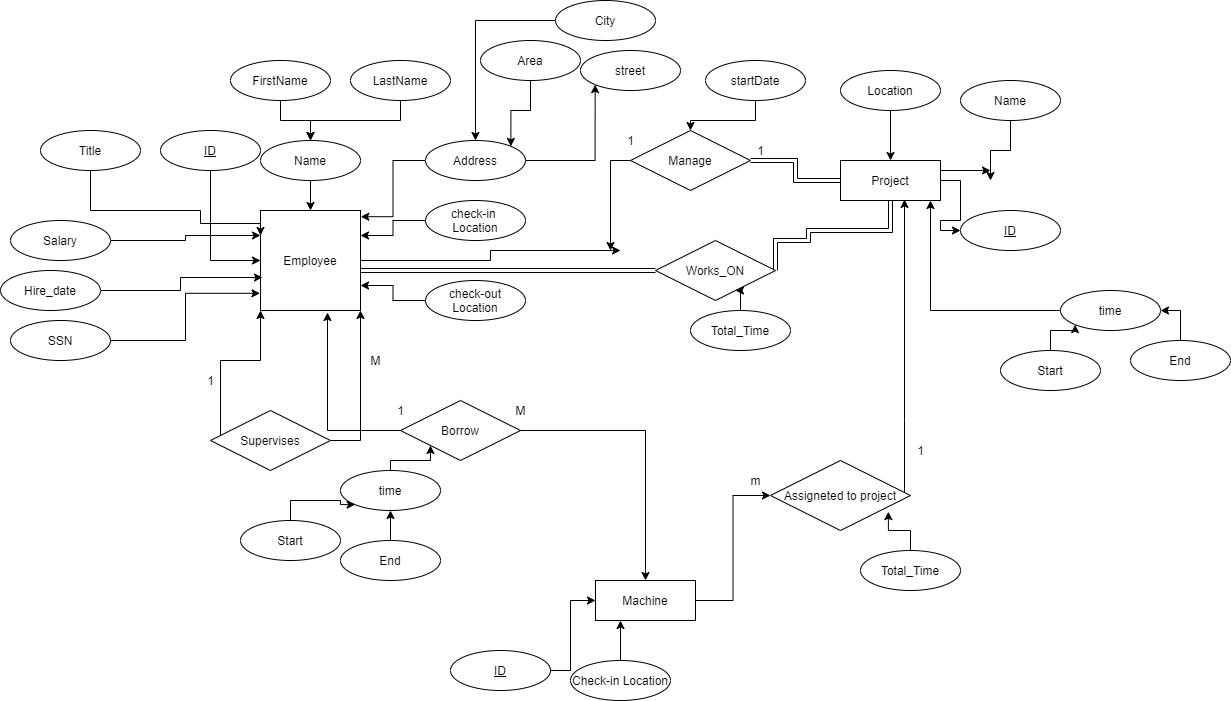 City
Area
street
FirstName
LastName
startDate
Location
Name
Title
ID
Name
Address
1
Manage
1
Project
check-in
Location
Salary
Employee
ID
Works_ON
Hire_date
check-out
Location
time
SSN
Total_Time
Start
End
1
M
Supervises
1
Borrow
M
1
time
m
Assigneted to project
Start
End
Total_Time
Machine
ID
Check-in Location